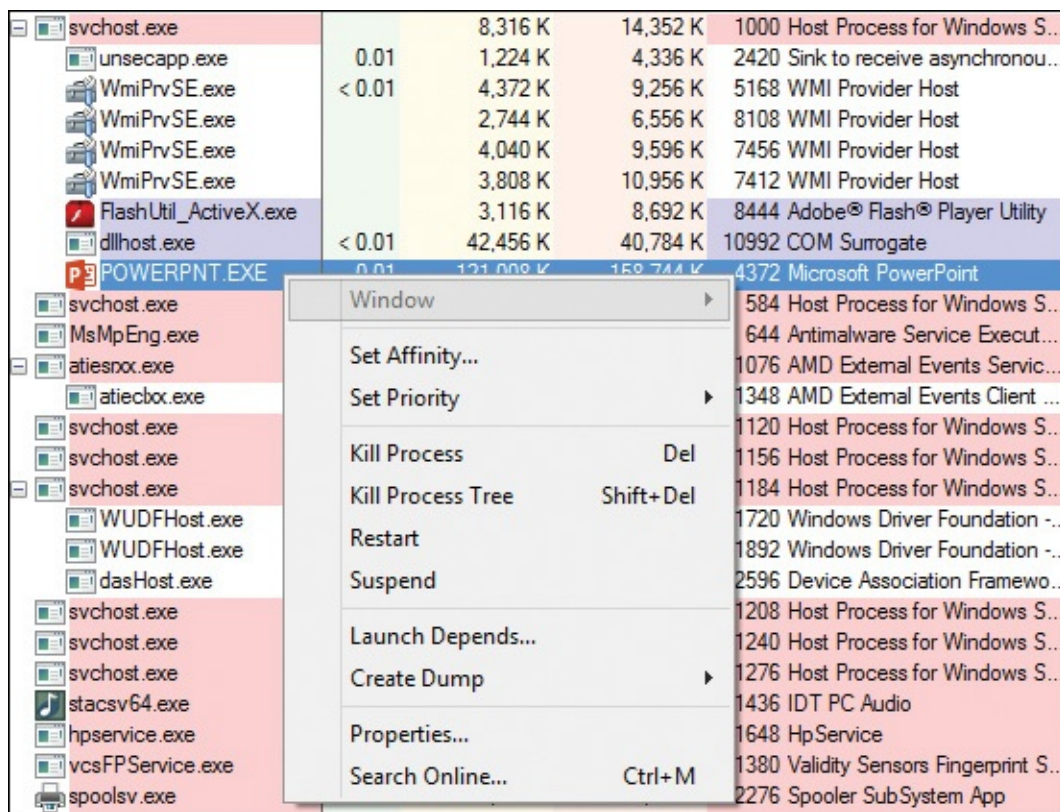 svchost.exe 8,316 K 14,352 K 1000 Host Process for Windows S...
unsecapp.exe 0.01 1,224 K 4,336 K 2420 Sink to receive asynchronou...
WmiPrvSE.exe < 0.01 4,372 K 9,256 K 5168 WMI Provider Host
WmiPrvSE.exe 2,744 K 6,556 K 8108 WMI Provider Host
WmiPrvSE.exe 4,040 K 9,596 K 7456 WMI Provider Host
WmiPrvSE.exe 3,808 K 10,956 K 7412 WMI Provider Host
FlashUtil_ActiveX.exe 3,116 K 8,692 K 8444 Adobe® Flash® Player Utility
dllhost.exe < 0.01 42,456 K 40,784 K 10992 COM Surrogate
POWERPNT.EXE 0.01 121,008 K 158,744 K 4372 Microsoft PowerPoint
svchost.exe 584 Host Process for Windows S...
MsMpEng.exe 644 Antimalware Service Execut...
atiesrxx.exe 1076 AMD External Events Servic...
atieclxx.exe 1348 AMD External Events Client ...
svchost.exe 1120 Host Process for Windows S...
svchost.exe 1156 Host Process for Windows S...
svchost.exe 1184 Host Process for Windows S...
WUDFHost.exe 1720 Windows Driver Foundation -...
WUDFHost.exe 1892 Windows Driver Foundation -...
dasHost.exe 2596 Device Association Framewo...
svchost.exe 1208 Host Process for Windows S...
svchost.exe 1240 Host Process for Windows S...
svchost.exe 1276 Host Process for Windows S...
stacsv64.exe 1436 IDT PC Audio
hpservice.exe 1648 HpService
vcsFPService.exe 1380 Validity Sensors Fingerprint S...
spoolsv.exe 2276 Spooler SubSystem App
Window
Set Affinity...
Set Priority
Kill Process Del
Kill Process Tree Shift+Del
Restart
Suspend
Launch Depends...
Create Dump
Properties...
Search Online... Ctrl+M